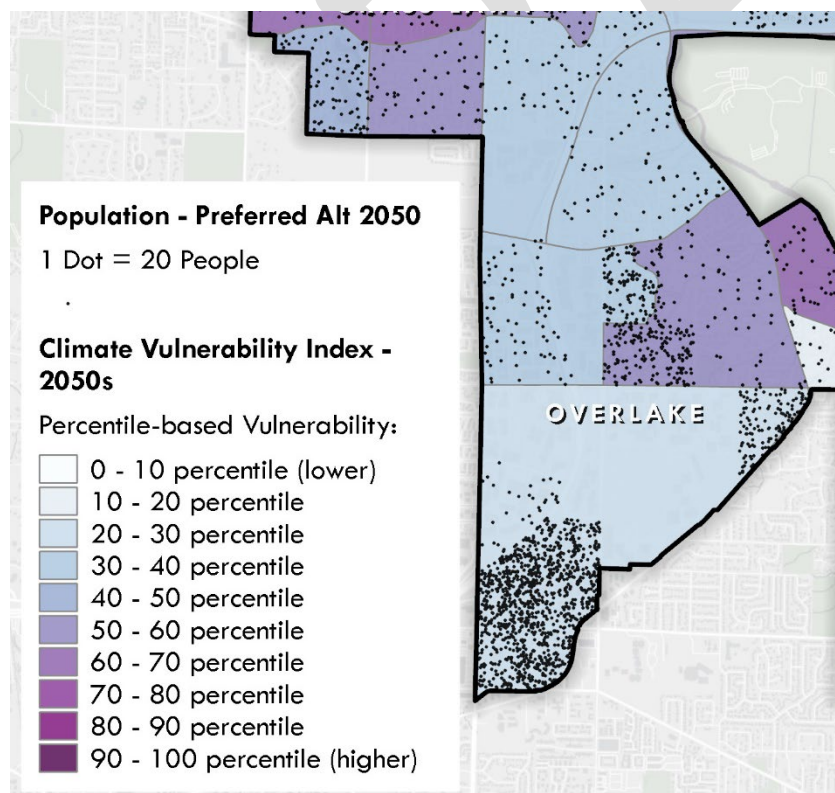 Population - Preferred Alt 2050
1 Dot = 20 People
Climate Vulnerability Index -
2050s
Percentile-based Vulnerability:
0 - 10 percentile (lower)
10 - 20 percentile
20 - 30 percentile
30 - 40 percentile
40 - 50 percentile
50 - 60 percentile
60 - 70 percentile
70 - 80 percentile
80 - 90 percentile
90 - 100 percentile (higher)
OVERLAKE